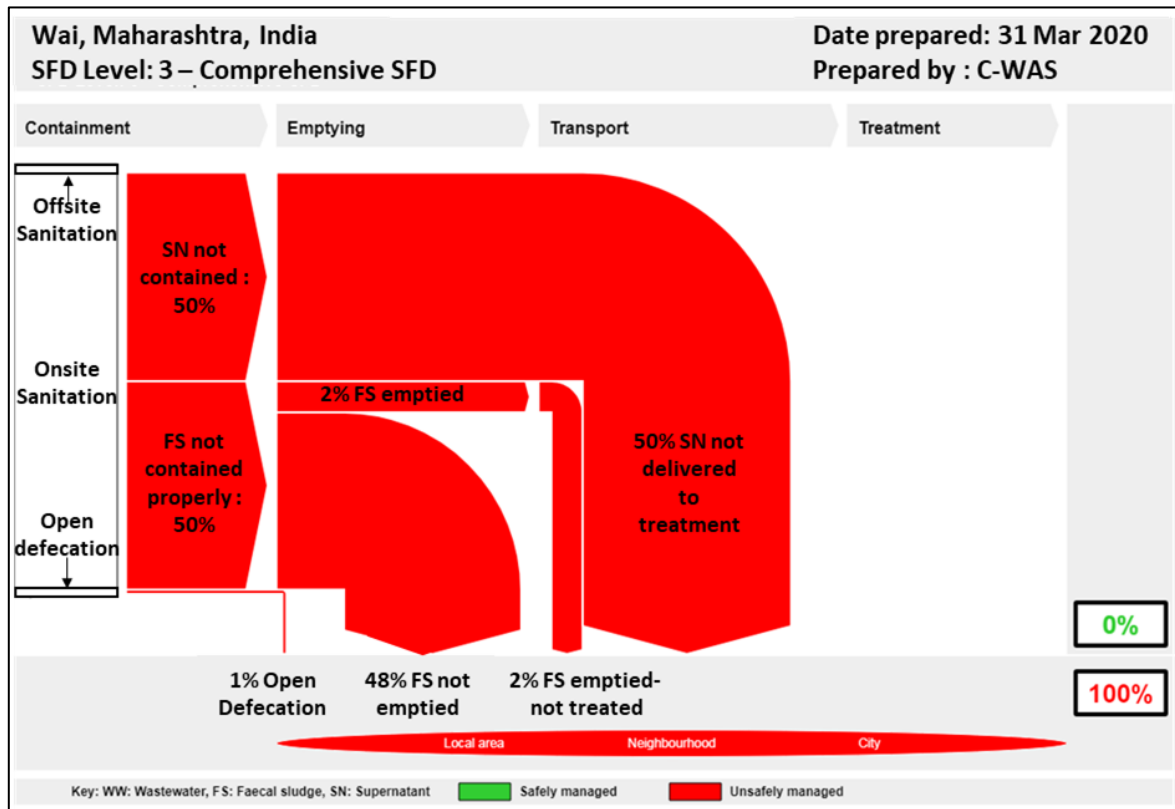 Wai, Maharashtra, India
SFD Level: 3 – Comprehensive SFD
Date prepared: 31 Mar 2020
Prepared by : C-WAS
Containment
Emptying
Transport
Treatment
Offsite
Sanitation
Onsite
Sanitation
Open
defecation
SN not
contained :
50%
FS not
contained
properly :
50%
2% FS emptied
50% SN not
delivered
to
treatment
0%
100%
1% Open
Defecation
48% FS not
emptied
2% FS emptied-
not treated
Local area
Neighbourhood
City
Key: WW: Wastewater, FS: Faecal sludge, SN: Supernatant
Safely managed
Unsafely managed